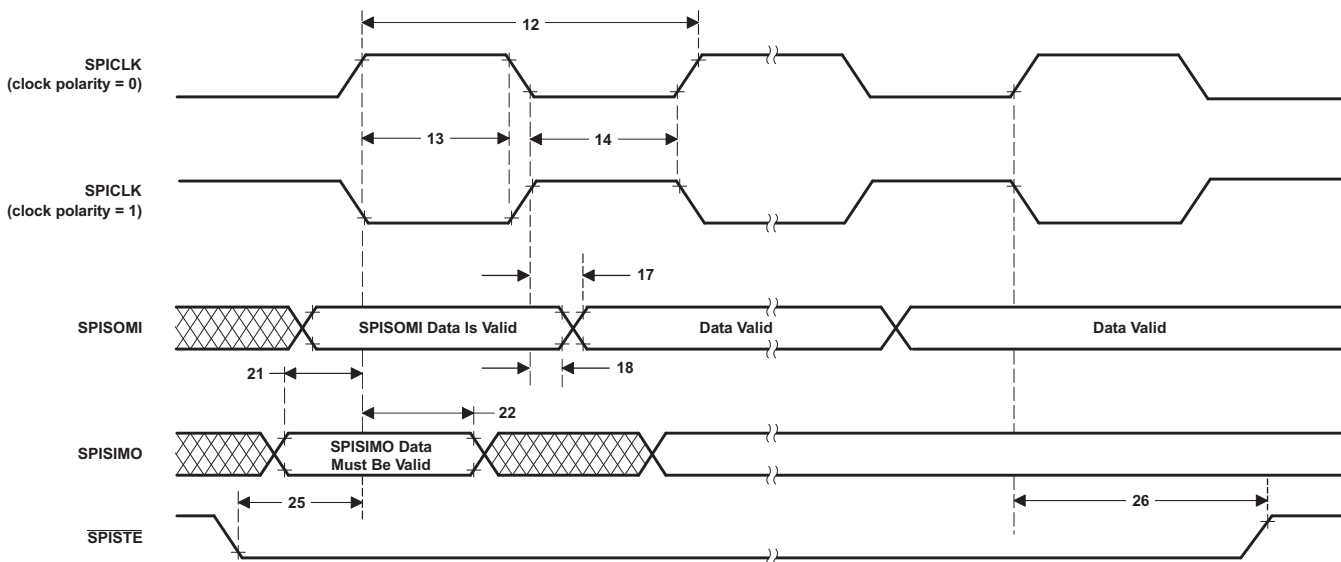 12
SPICLK
(clock polarity = 0)
13
14
SPICLK
(clock polarity = 1)
17
SPISOMI
SPISOMI Data Is Valid
Data Valid
Data Valid
18
21
22
SPISIMO
SPISIMO Data
Must Be Valid
25
26
SPISTE